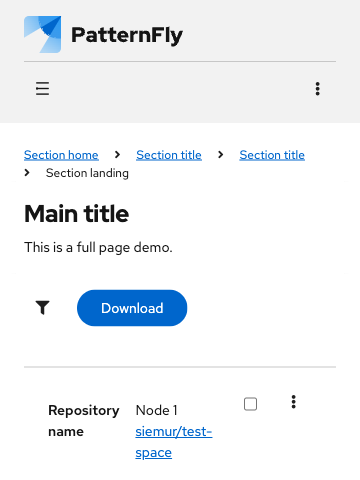 PatternFly
Section home > Section title > Section title
> Section landing
Main title
This is a full page demo.
Download
Repository name
Node 1
siemur/test-
space